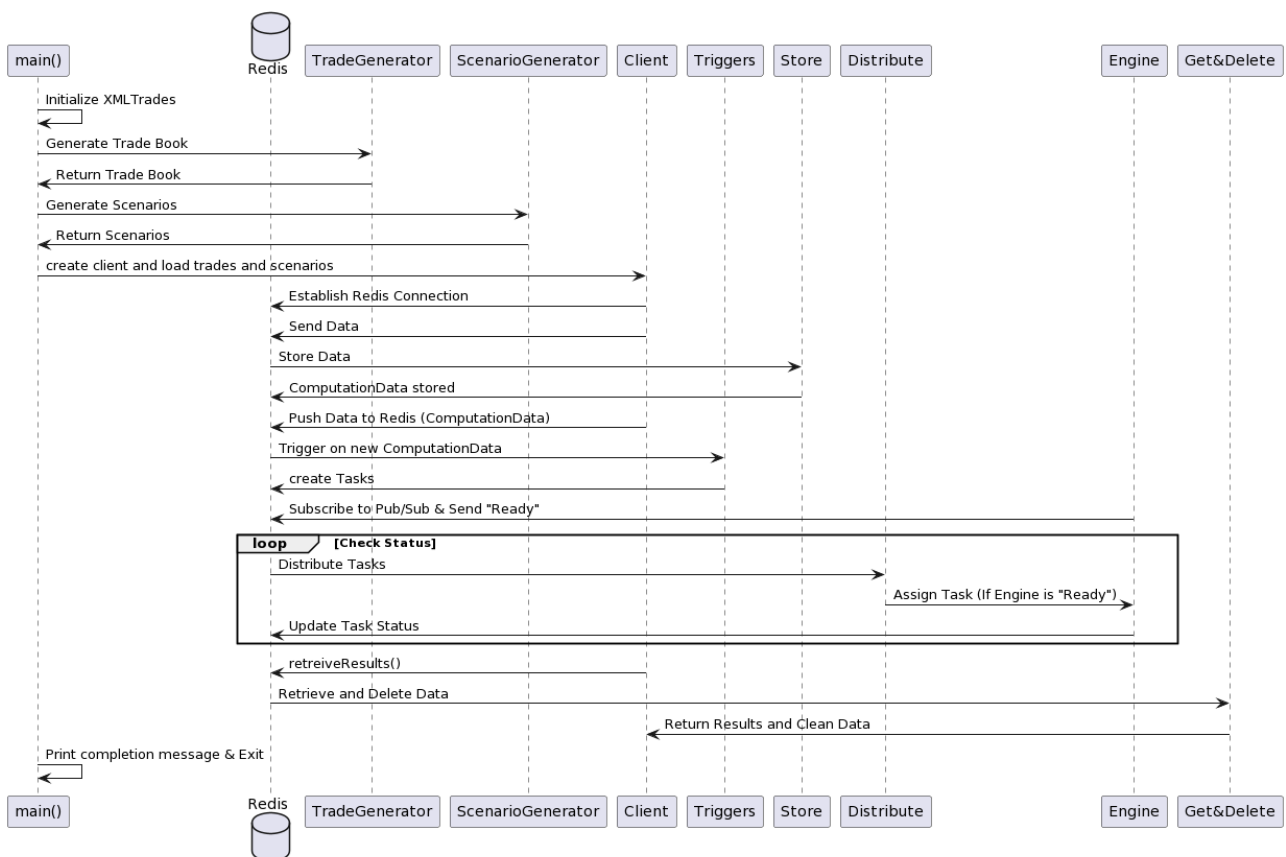 main()
Redis
TradeGenerator
ScenarioGenerator
Client
Triggers
Store
Distribute
Engine
Get&Delete
Initialize XMLTrades
Generate Trade Book
Return Trade Book
Generate Scenarios
Return Scenarios
create client and load trades and scenarios
Establish Redis Connection
Send Data
Store Data
ComputationData stored
Push Data to Redis (ComputationData)
Trigger on new ComputationData
create Tasks
Subscribe to Pub/Sub & Send "Ready"
loop [Check Status]
Distribute Tasks
Assign Task (If Engine is "Ready")
Update Task Status
retreiveResults()
Retrieve and Delete Data
Return Results and Clean Data
Print completion message & Exit
main()
Redis
TradeGenerator
ScenarioGenerator
Client
Triggers
Store
Distribute
Engine
Get&Delete